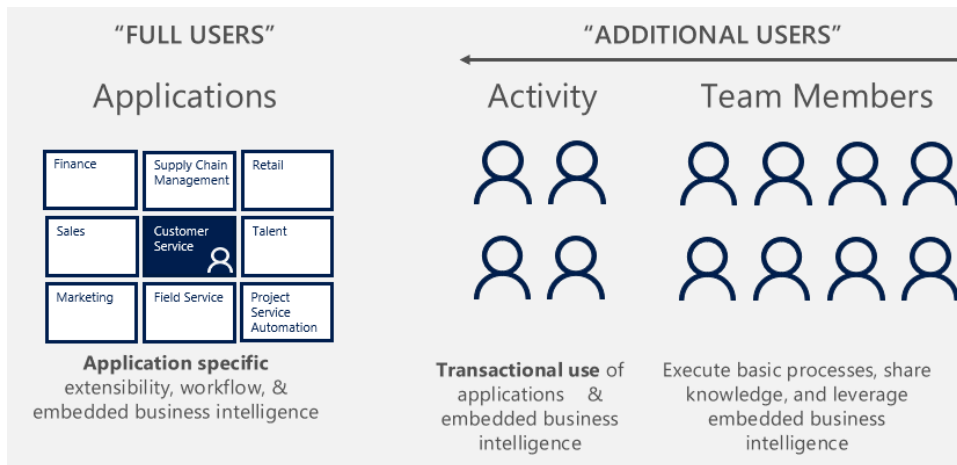 “FULL USERS”
Applications
Finance
Supply Chain
Management
Retail
Sales
Customer
Service
Talent
Marketing
Field Service
Project
Service
Automation
Application specific
extensibility, workflow, &
embedded business intelligence
“ADDITIONAL USERS”
Activity
Transactional use of
applications &
embedded business
intelligence
Team Members
Execute basic processes, share
knowledge, and leverage
embedded business
intelligence